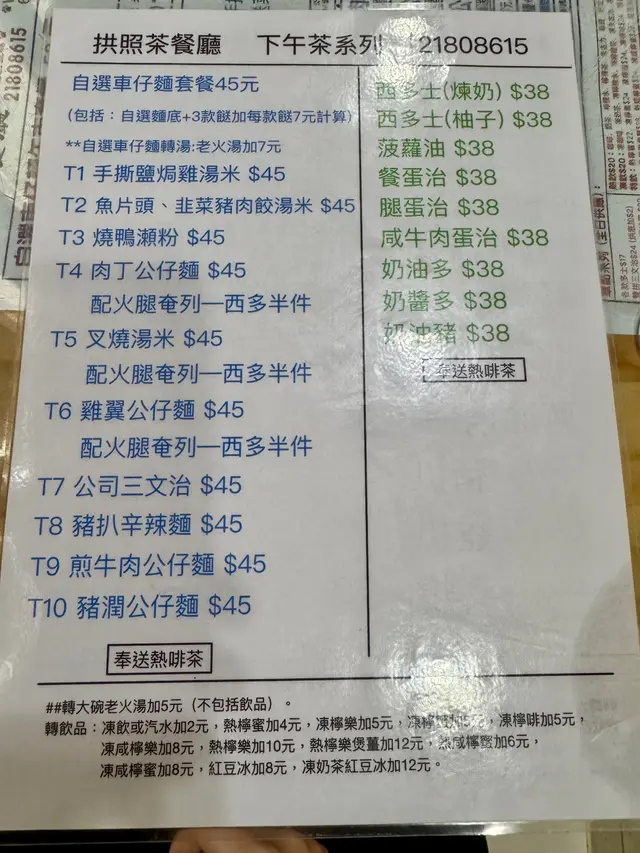 拱照茶餐廳 下午茶系列 21808615
自選車仔麵套餐45元
(包括：自選麵底+3款餸加每款餸7元計算)
**自選車仔麵轉湯:老火湯加7元
T1 手撕鹽焗雞湯米 $45
T2 魚片頭、韭菜豬肉餃湯米 $45
T3 燒鴨瀨粉 $45
T4 肉丁公仔麵 $45
配火腿奄列一西多半件
T5 叉燒湯米 $45
配火腿奄列一西多半件
T6 雞翼公仔麵 $45
配火腿奄列一西多半件
T7 公司三文治 $45
T8 豬扒辛辣麵 $45
T9 煎牛肉公仔麵 $45
T10 豬潤公仔麵 $45
奉送熱啡茶
西多士(煉奶) $38
西多士(柚子) $38
菠蘿油 $38
餐蛋治 $38
腿蛋治 $38
咸牛肉蛋治 $38
奶油多 $38
奶醬多 $38
奶油豬 $38
奉送熱啡茶
##轉大碗老火湯加5元（不包括飲品）。
轉飲品：凍飲或汽水加2元，熱檸蜜加4元，凍檸樂加5元，凍檸蜜加5元，凍檸啡加5元，
凍咸檸樂加8元，熱檸樂加10元，熱檸樂煲薑加12元，熱咸檸蜜加6元，
凍咸檸蜜加8元，紅豆冰加8元，凍奶茶紅豆冰加12元。
21808615